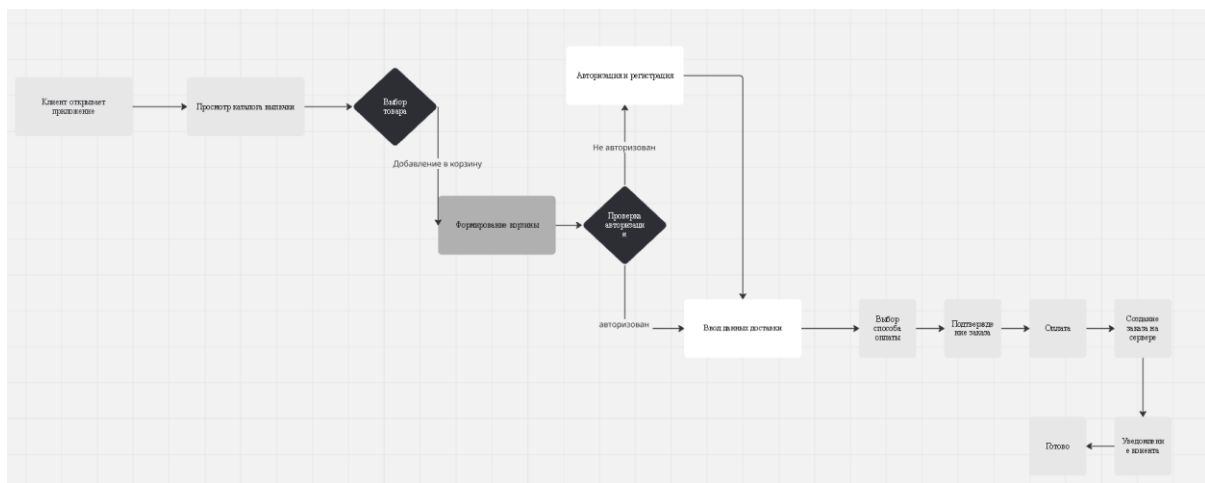 Клиент открывает
приложение
Просмотр каталога выпечки
Выбор
товара
Добавление в корзину
Формирование корзины
Авторизация и регистрация
Не авторизован
Проверка
авторизаци
и
авторизован
Ввод данных доставки
Выбор
способа
оплаты
Подтвержде
ние заказа
Оплата
Создание
заказа на
сервере
Уведомлени
е
Готово